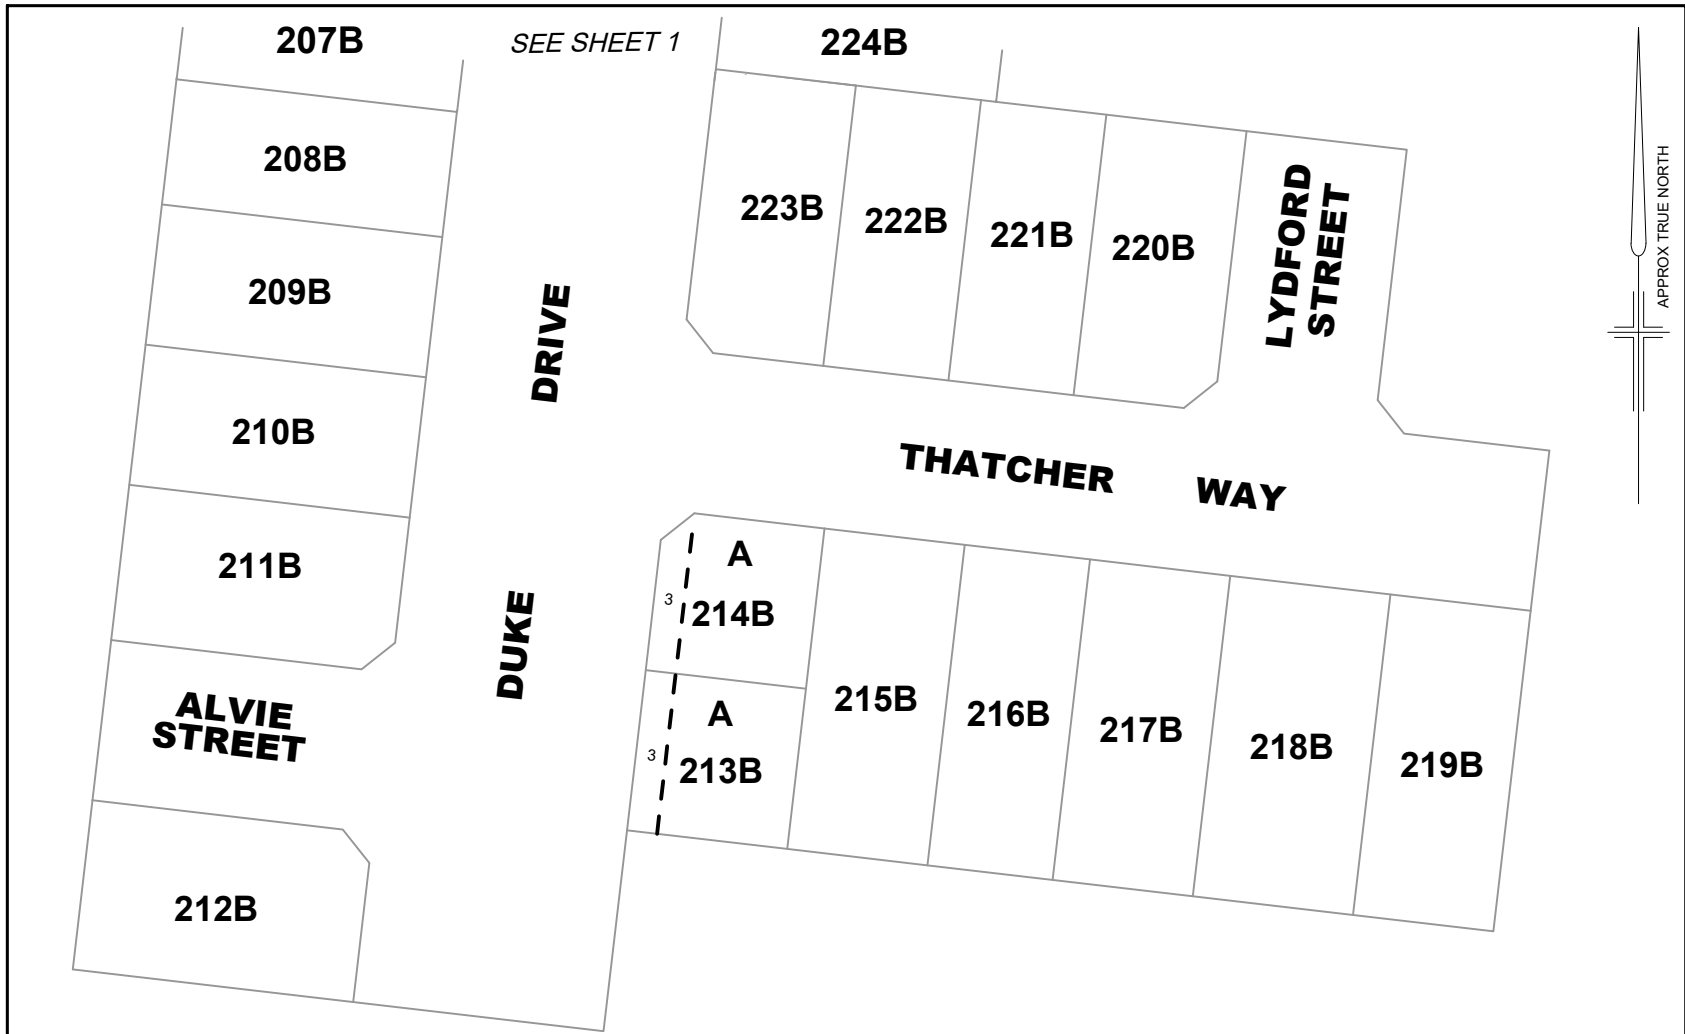 207B
SEE SHEET 1
224B
208B
209B
210B
211B
ALVIE
STREET
212B
DUKE
DRIVE
223B
222B
221B
220B
LYDFORD
STREET
THATCHER WAY
A
3
214B
A
3
213B
215B
216B
217B
218B
219B
APPROX TRUE NORTH